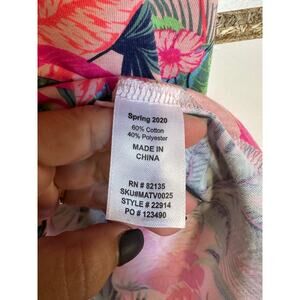 Spring 2020
60% Cotton
40% Polyester
MADE IN
CHINA
RN # 82135
SKU#MATV0025
STYLE # 22914
PO # 123490